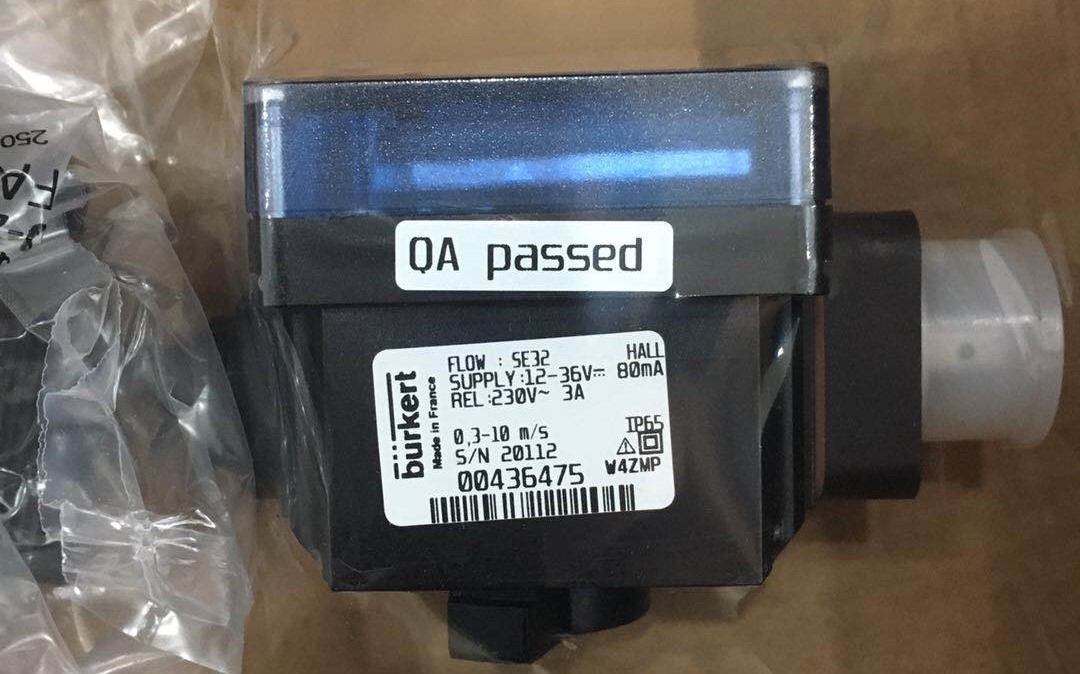 QA passed
bürkert
Made in France
FLOW : SE32 HALL
SUPPLY:12-36V⎓ 80mA
REL:230V~ 3A
0,3-10 m/s IP65
S/N 20112
00436475 W4ZMP
250